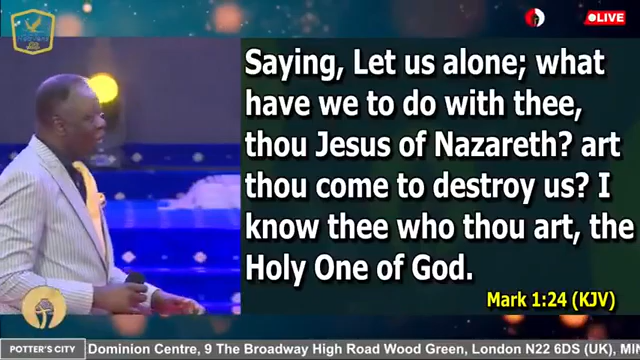 LIVE
Saying, Let us alone; what
have we to do with thee,
thou Jesus of Nazareth? art
thou come to destroy us? I
know thee who thou art, the
Holy One of God.
Mark 1:24 (KJV)
POTTER'S CITY
Dominion Centre, 9 The Broadway High Road Wood Green, London N22 6DS (UK), MIN